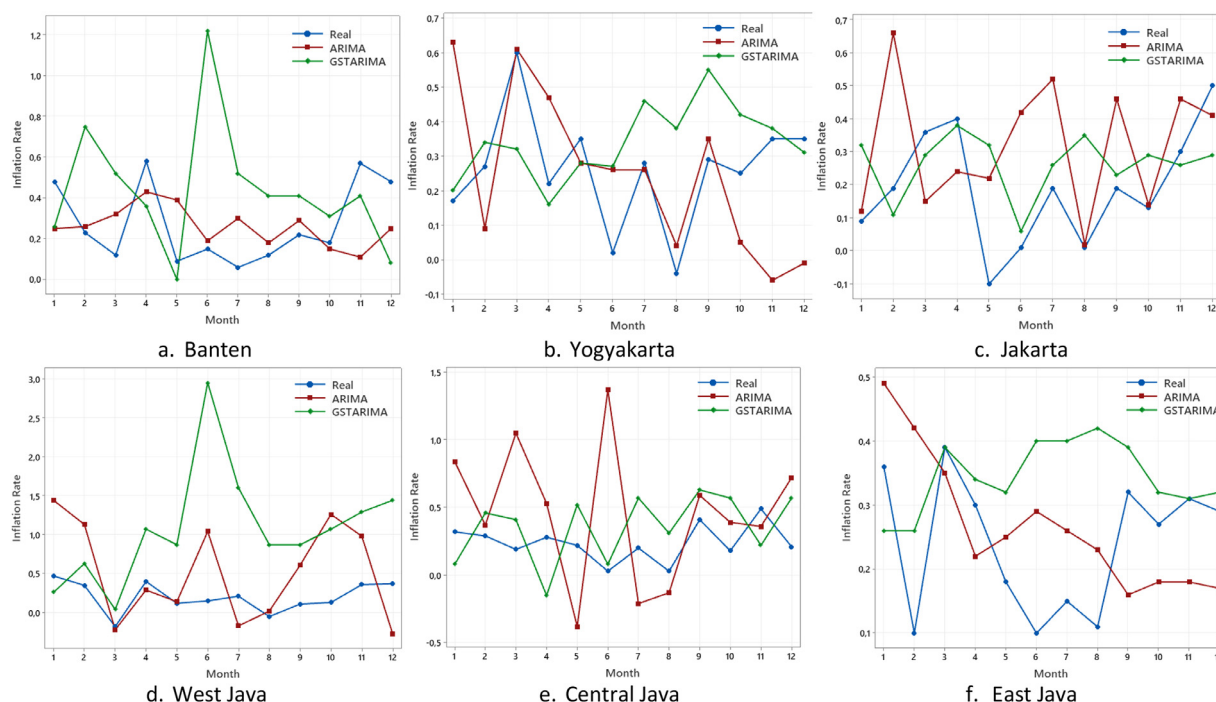 Real
ARIMA
GSTARIMA
Inflation Rate
1,2
1,0
0,8
0,6
0,4
0,2
0,0
1 2 3 4 5 6 7 8 9 10 11 12
Month
a. Banten
Real
ARIMA
GSTARIMA
Inflation Rate
0,7
0,6
0,5
0,4
0,3
0,2
0,1
0,0
-0,1
1 2 3 4 5 6 7 8 9 10 11 12
Month
b. Yogyakarta
Real
ARIMA
GSTARIMA
Inflation Rate
0,7
0,6
0,5
0,4
0,3
0,2
0,1
0,0
-0,1
1 2 3 4 5 6 7 8 9 10 11 12
Month
c. Jakarta
Real
ARIMA
GSTARIMA
Inflation Rate
3,0
2,5
2,0
1,5
1,0
0,5
0,0
1 2 3 4 5 6 7 8 9 10 11 12
Month
d. West Java
Real
ARIMA
GSTARIMA
Inflation Rate
1,5
1,0
0,5
0,0
-0,5
1 2 3 4 5 6 7 8 9 10 11 12
Month
e. Central Java
Real
ARIMA
GSTARIMA
Inflation Rate
0,5
0,4
0,3
0,2
0,1
1 2 3 4 5 6 7 8 9 10 11
Month
f. East Java